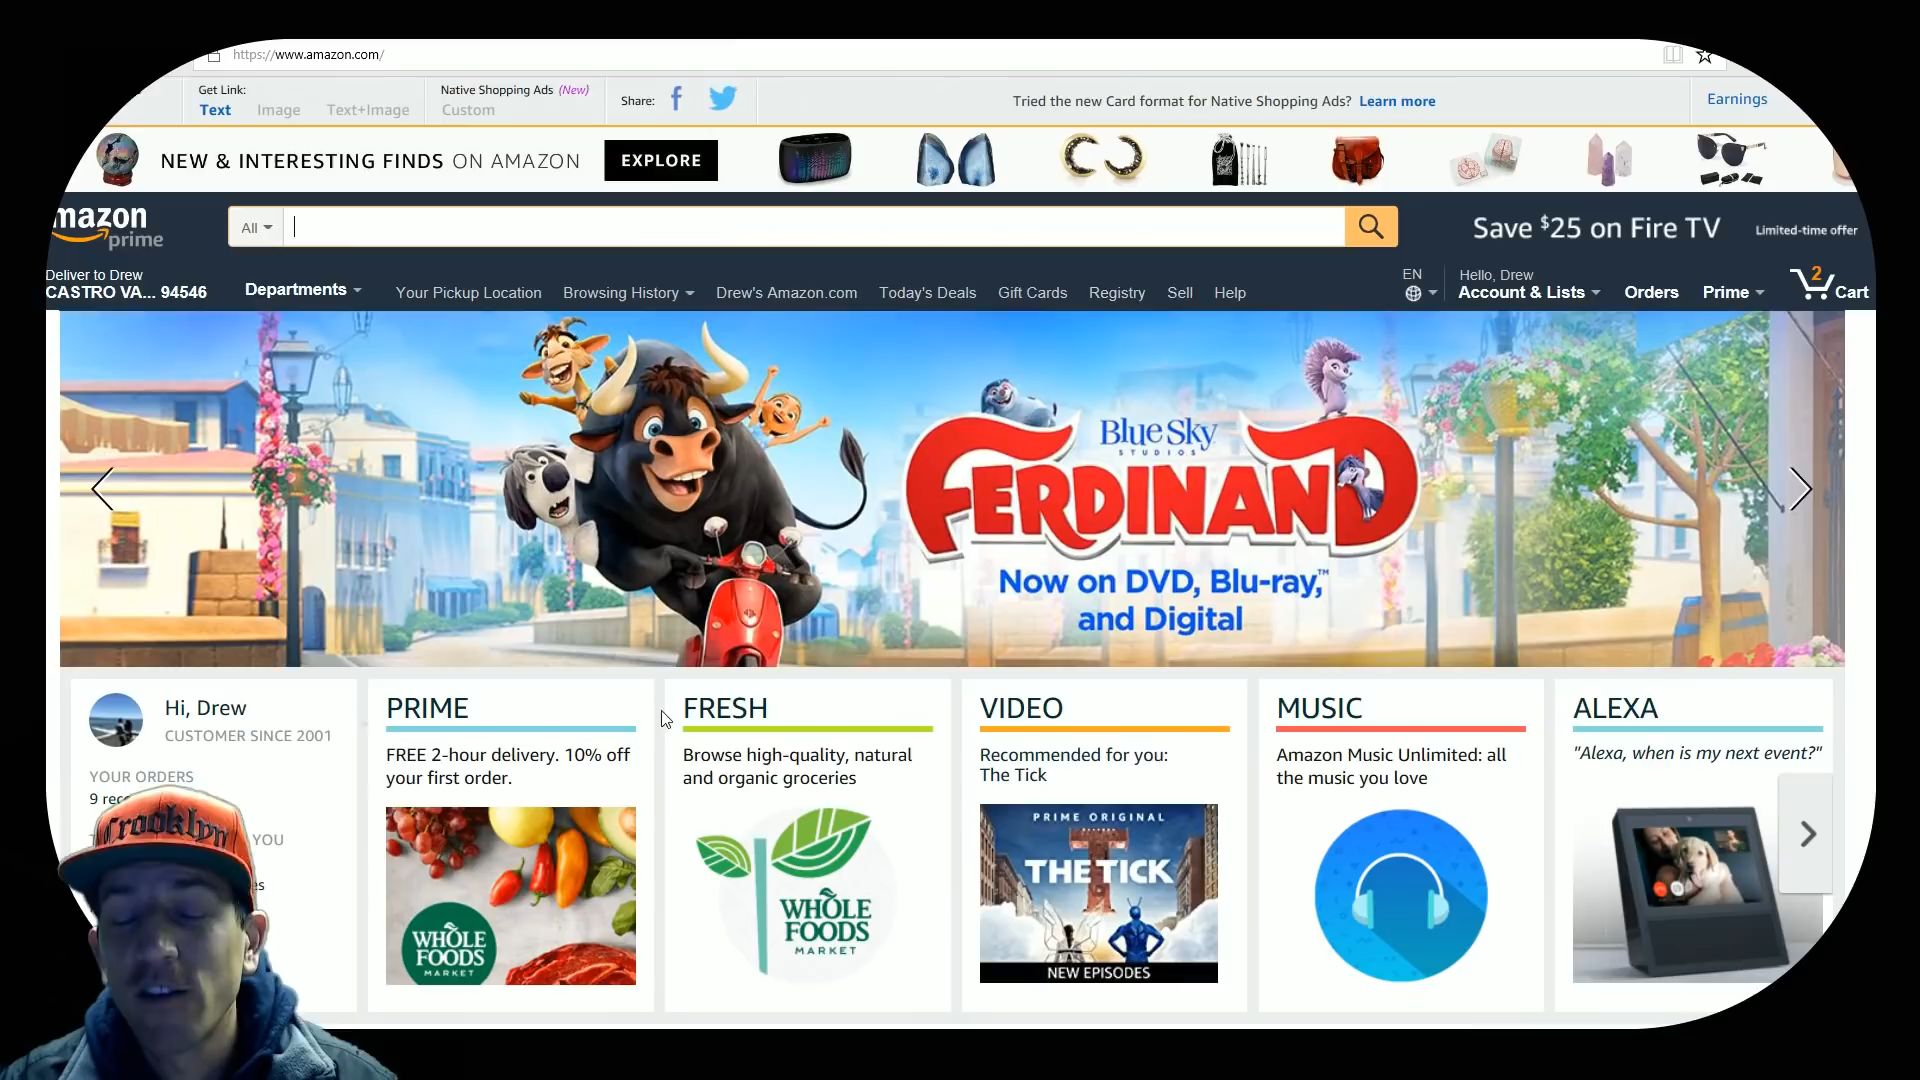 https://www.amazon.com/
Get Link:
Text Image Text+Image
Native Shopping Ads (New)
Custom
Share:
Tried the new Card format for Native Shopping Ads? Learn more
Earnings
NEW & INTERESTING FINDS ON AMAZON
EXPLORE
mazon
prime
All
Save $25 on Fire TV
Limited-time offer
Deliver to Drew
CASTRO VA... 94546
Departments
Your Pickup Location
Browsing History
Drew's Amazon.com
Today's Deals
Gift Cards
Registry
Sell
Help
EN
Hello, Drew
Account & Lists
Orders
Prime
2
Cart
Blue Sky
STUDIOS
FERDINAND
Now on DVD, Blu-ray,™
and Digital
Hi, Drew
CUSTOMER SINCE 2001
YOUR ORDERS
9 rec
YOU
es
Crooklyn
PRIME
FREE 2-hour delivery. 10% off
your first order.
WHOLE
FOODS
MARKET
FRESH
Browse high-quality, natural
and organic groceries
WHOLE
FOODS
MARKET
VIDEO
Recommended for you:
The Tick
PRIME ORIGINAL
THE TICK
NEW EPISODES
MUSIC
Amazon Music Unlimited: all
the music you love
ALEXA
"Alexa, when is my next event?"